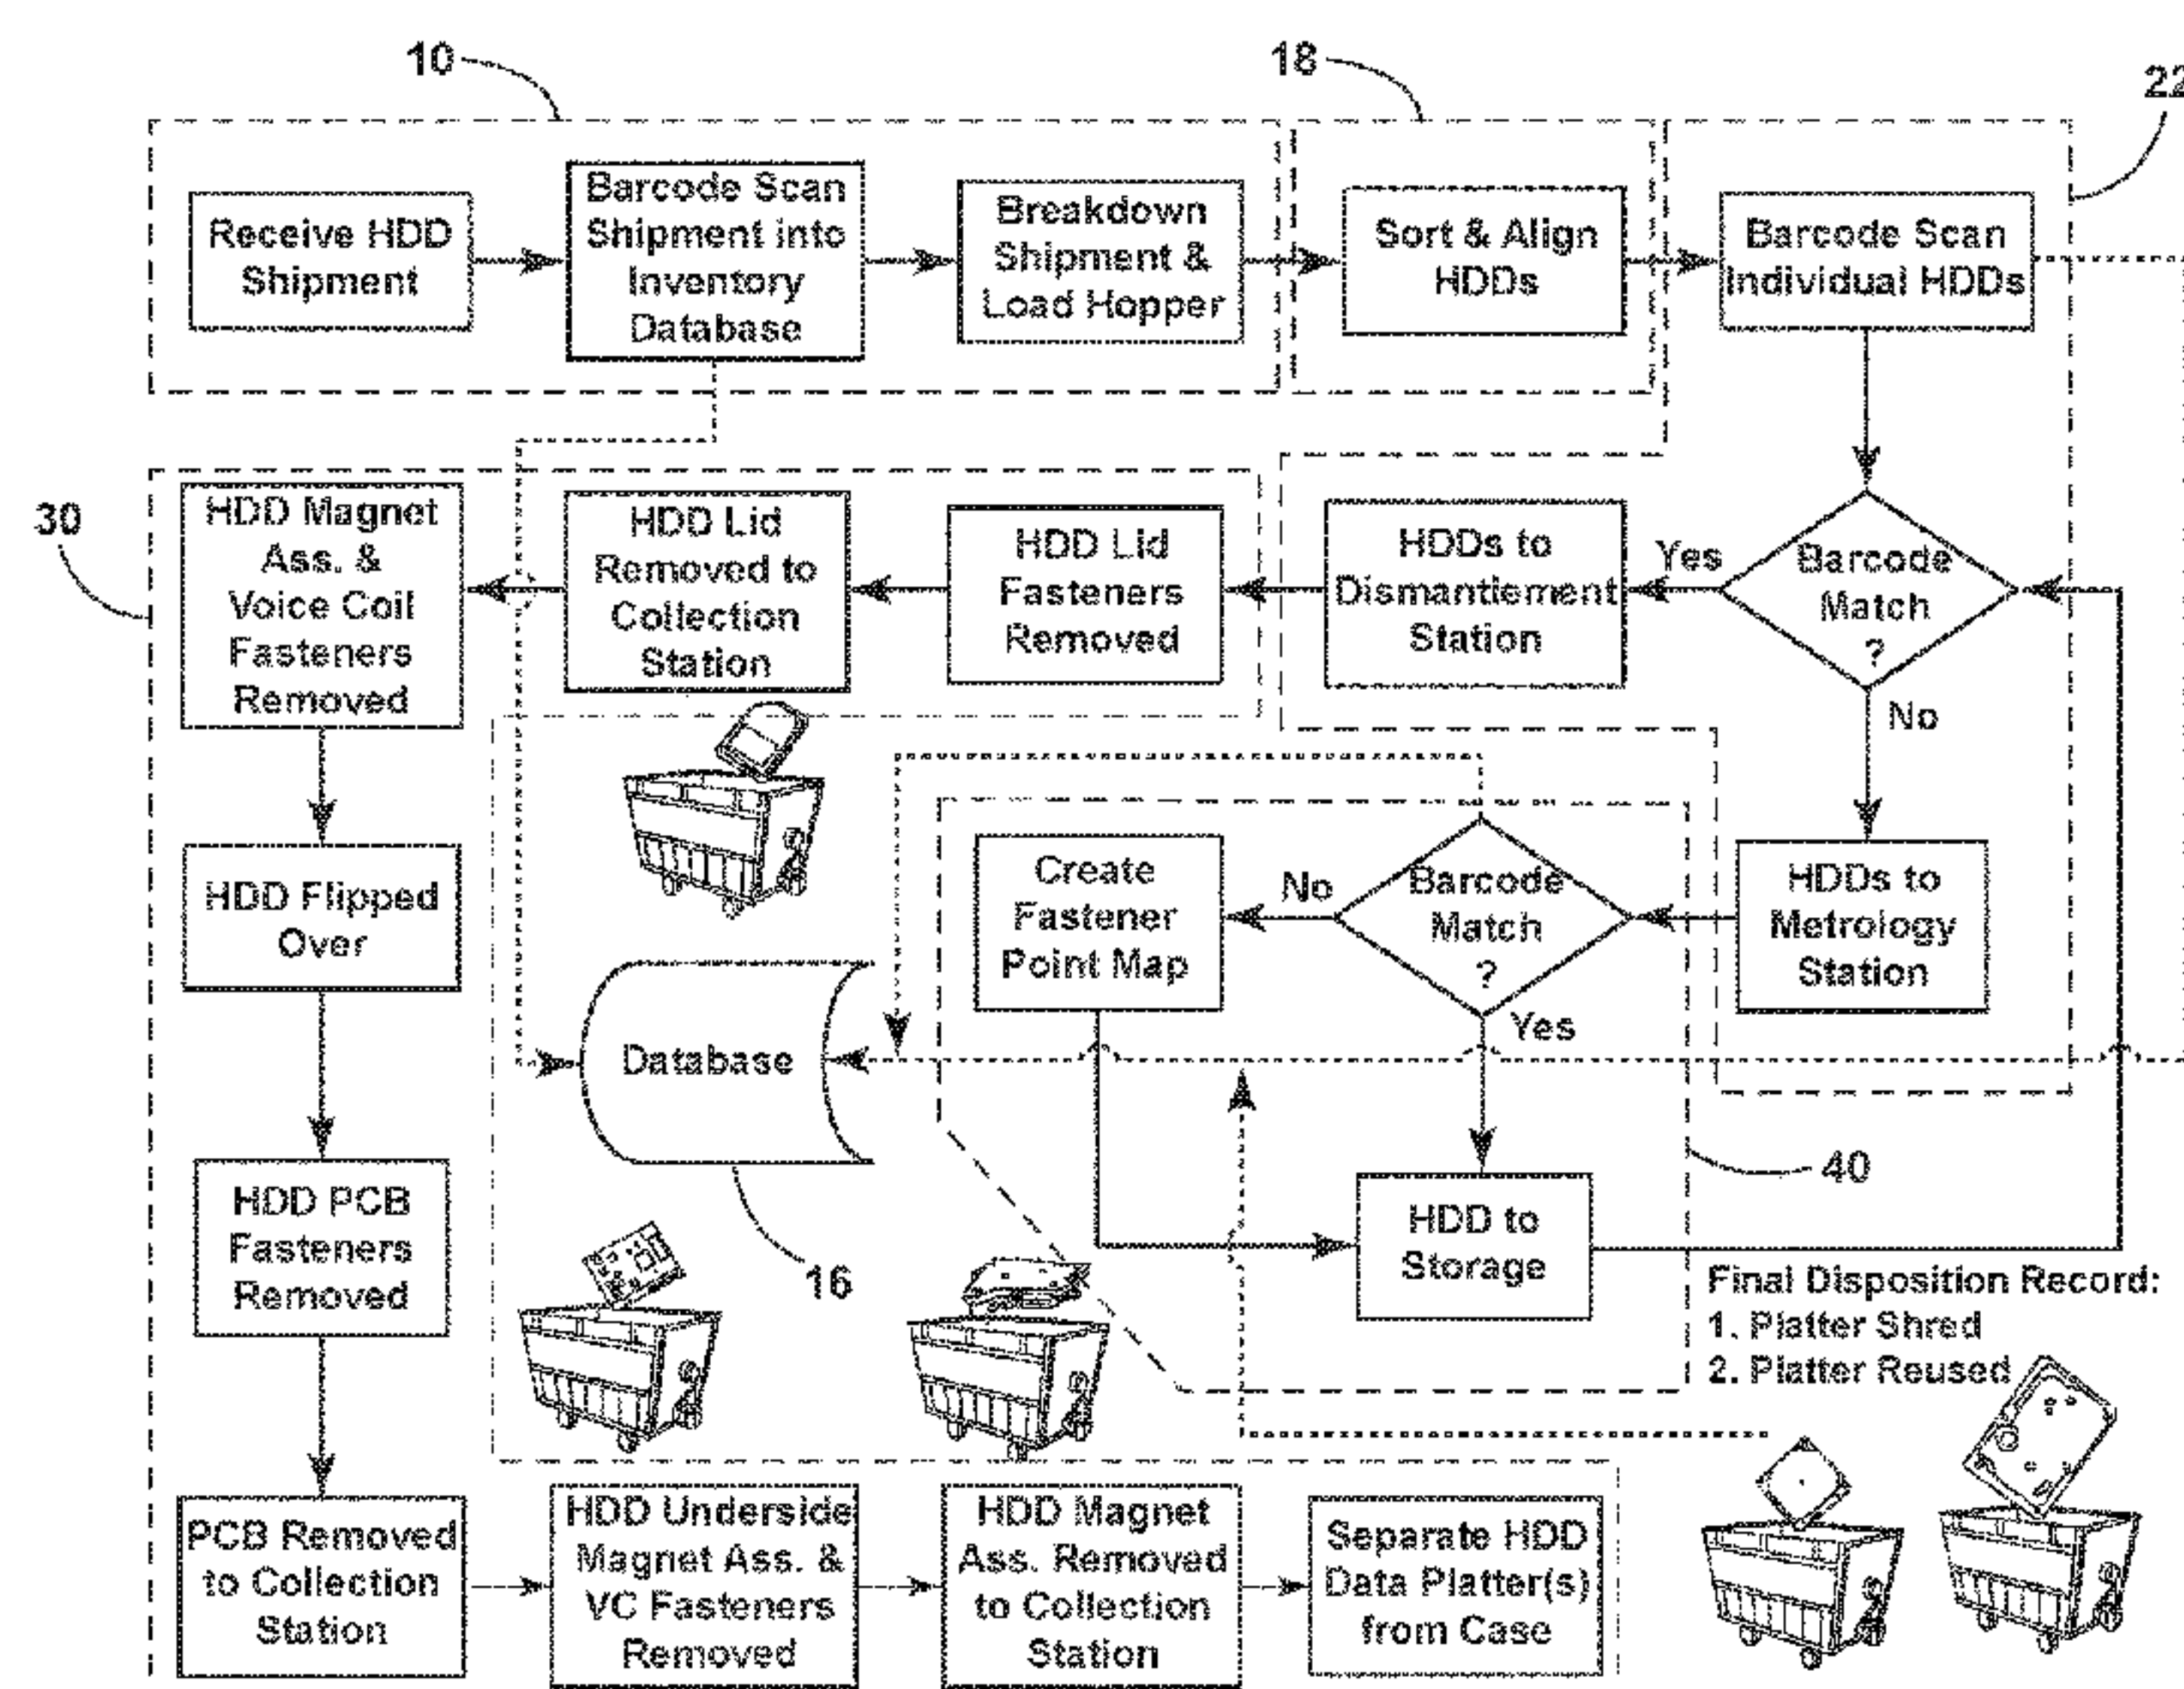 10
18
22
Receive HDD
Shipment
Barcode Scan
Shipment into
Inventory
Database
Breakdown
Shipment &
Load Hopper
Sort & Align
HDDs
Barcode Scan
Individual HDDs
30
HDD Magnet
Ass. &
Voice Coil
Fasteners
Removed
HDD Lid
Removed to
Collection
Station
HDD Lid
Fasteners
Removed
HDDs to
Dismantlement
Station
Yes
Barcode
Match
?
No
HDD Flipped
Over
Create
Fastener
Point Map
No
Barcode
Match
?
Yes
HDDs to
Metrology
Station
Database
16
40
HDD PCB
Fasteners
Removed
HDD to
Storage
Final Disposition Record:
1. Platter Shred
2. Platter Reused
PCB Removed
to Collection
Station
HDD Underside
Magnet Ass. &
VC Fasteners
Removed
HDD Magnet
Ass. Removed
to Collection
Station
Separate HDD
Data Platter(s)
from Case